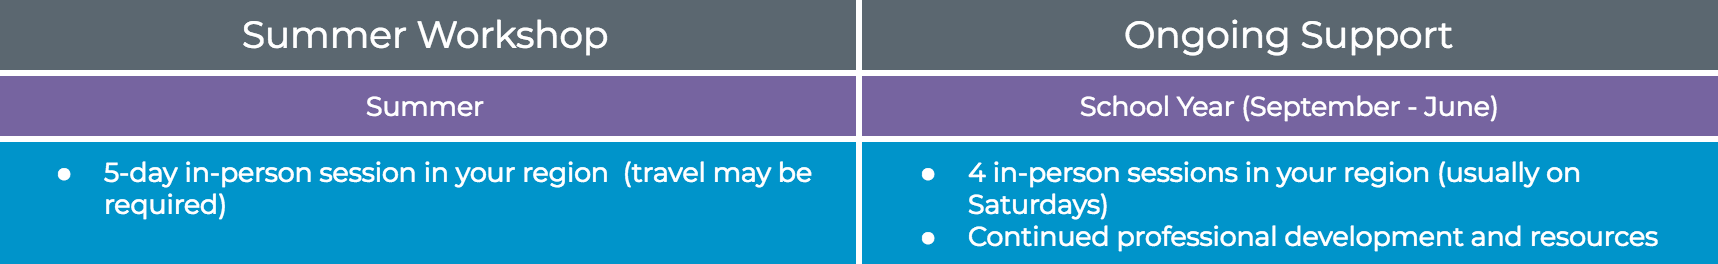 Summer Workshop
Ongoing Support
Summer
School Year (September - June)
● 5-day in-person session in your region  (travel may be
required)
● 4 in-person sessions in your region (usually on
Saturdays)
● Continued professional development and resources